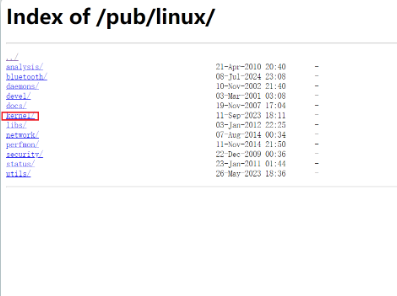 Index of /pub/linux/
../
analysis/ 21-Apr-2010 20:40 -
bluetooth/ 08-Jul-2024 23:08 -
daemons/ 10-Nov-2002 21:40 -
devel/ 03-Mar-2001 03:08 -
docs/ 19-Nov-2007 17:04 -
kernel/ 11-Sep-2023 18:11 -
libs/ 03-Jan-2012 22:25 -
network/ 07-Aug-2014 00:34 -
perfmon/ 11-Nov-2014 21:50 -
security/ 22-Dec-2009 00:36 -
status/ 23-Jan-2011 01:44 -
utils/ 26-May-2023 18:36 -